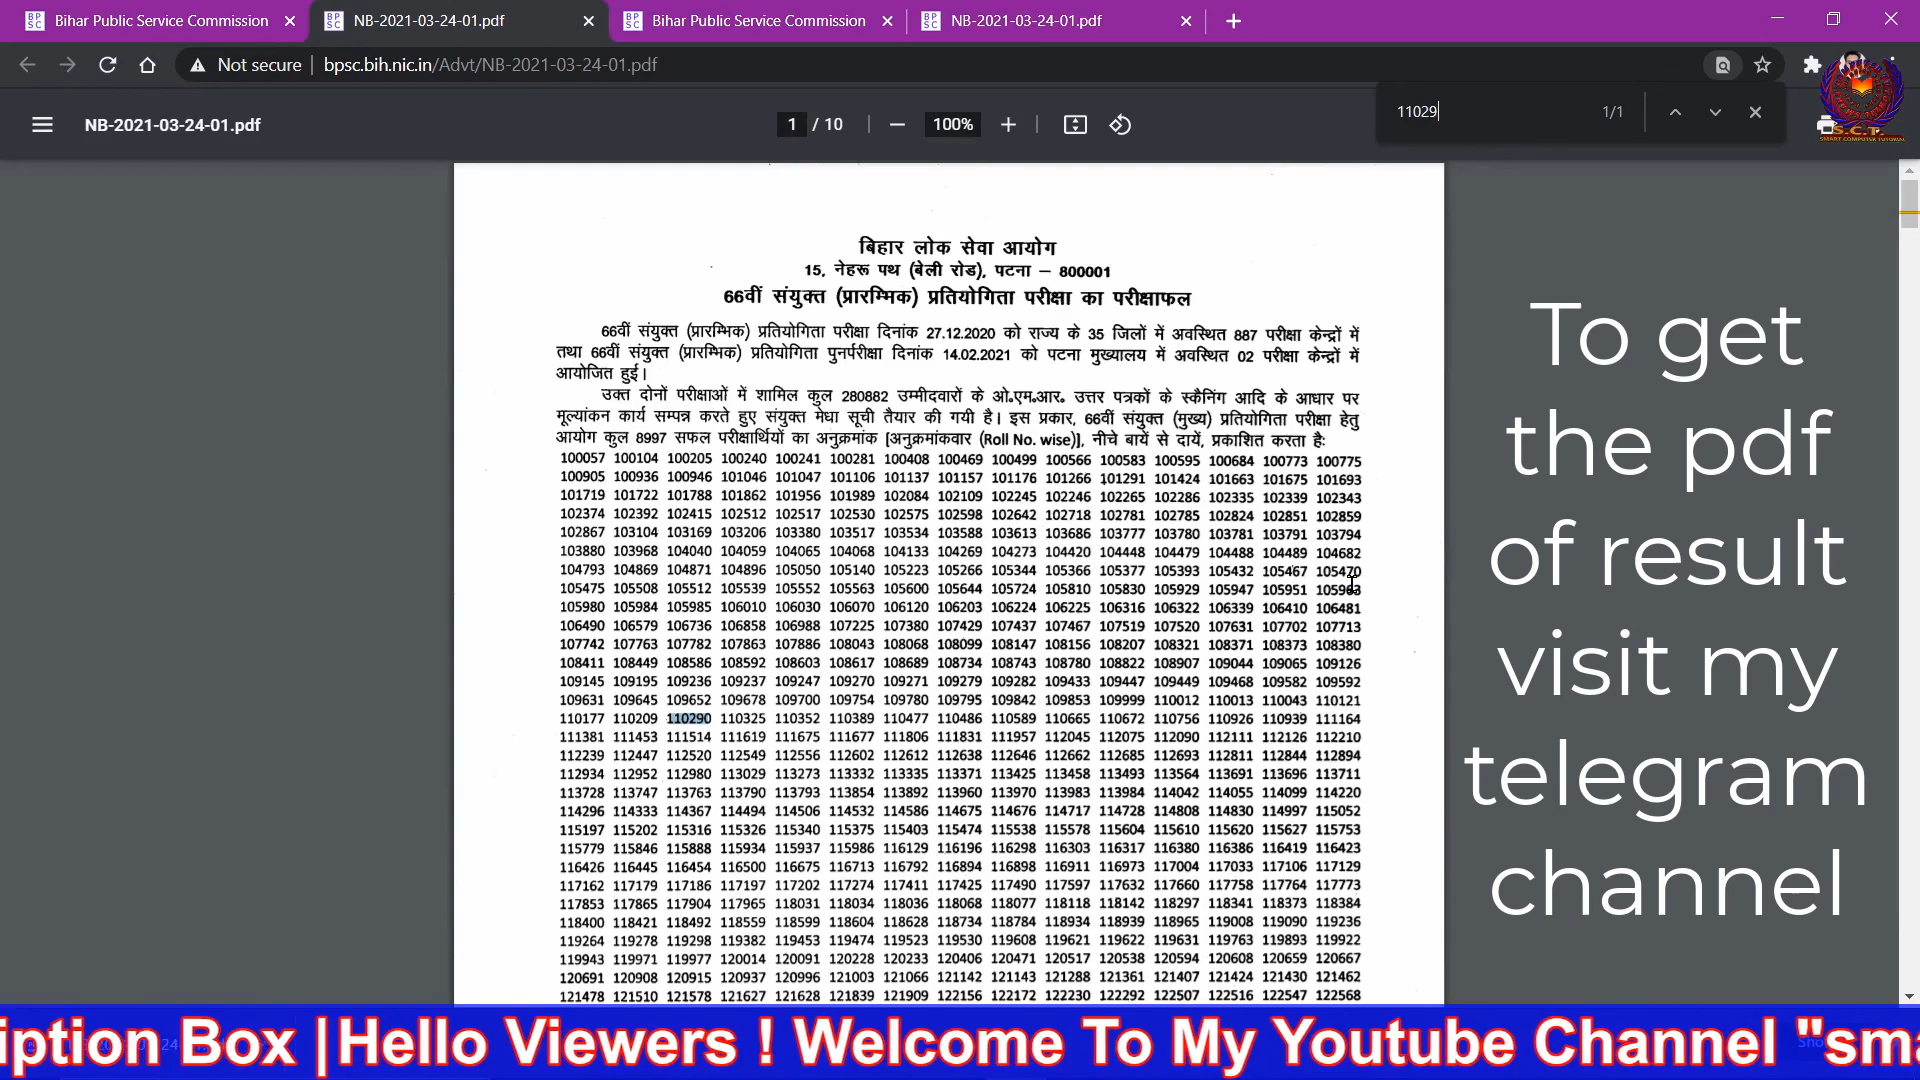 Bihar Public Service Commission
NB-2021-03-24-01.pdf
Bihar Public Service Commission
NB-2021-03-24-01.pdf
Not secure
bpsc.bih.nic.in/Advt/NB-2021-03-24-01.pdf
NB-2021-03-24-01.pdf
1 / 10
100%
11029
1/1
S.C.T.
SMART COMPUTER TUTORIAL
बिहार लोक सेवा आयोग
15, नेहरू पथ (बेली रोड), पटना – 800001
66वीं संयुक्त (प्रारम्भिक) प्रतियोगिता परीक्षा का परीक्षाफल
66वीं संयुक्त (प्रारम्भिक) प्रतियोगिता परीक्षा दिनांक 27.12.2020 को राज्य के 35 जिलों में अवस्थित 887 परीक्षा केन्द्रों में
तथा 66वीं संयुक्त (प्रारम्भिक) प्रतियोगिता पुनर्परीक्षा दिनांक 14.02.2021 को पटना मुख्यालय में अवस्थित 02 परीक्षा केन्द्रों में
आयोजित हुई।
उक्त दोनों परीक्षाओं में शामिल कुल 280882 उम्मीदवारों के ओ०एम०आर० उत्तर पत्रकों के स्कैनिंग आदि के आधार पर
मूल्यांकन कार्य सम्पन्न करते हुए संयुक्त मेधा सूची तैयार की गयी है। इस प्रकार, 66वीं संयुक्त (मुख्य) प्रतियोगिता परीक्षा हेतु
आयोग कुल 8997 सफल परीक्षार्थियों का अनुक्रमांक [अनुक्रमांकवार (Roll No. wise)], नीचे बायें से दायें, प्रकाशित करता हैः
100057 100104 100205 100240 100241 100281 100408 100469 100499 100566 100583 100595 100684 100773 100775
100905 100936 100946 101046 101047 101106 101137 101157 101176 101266 101291 101424 101663 101675 101693
101719 101722 101788 101862 101956 101989 102084 102109 102245 102246 102265 102286 102335 102339 102343
102374 102392 102415 102512 102517 102530 102575 102598 102642 102718 102781 102785 102824 102851 102859
102867 103104 103169 103206 103380 103517 103534 103588 103613 103686 103777 103780 103781 103791 103794
103880 103968 104040 104059 104065 104068 104133 104269 104273 104420 104448 104479 104488 104489 104682
104793 104869 104871 104896 105050 105140 105223 105266 105344 105366 105377 105393 105432 105467 105470
105475 105508 105512 105539 105552 105563 105600 105644 105724 105810 105830 105929 105947 105951
105980 105984 105985 106010 106030 106070 106120 106203 106224 106225 106316 106322 106339 106410 106481
106490 106579 106736 106858 106988 107225 107380 107429 107437 107467 107519 107520 107631 107702 107713
107742 107763 107782 107863 107886 108043 108068 108099 108147 108156 108207 108321 108371 108373 108380
108411 108449 108586 108592 108603 108617 108689 108734 108743 108780 108822 108907 109044 109065 109126
109145 109195 109236 109237 109247 109270 109271 109279 109282 109433 109447 109449 109468 109582 109592
109631 109645 109652 109678 109700 109754 109780 109795 109842 109853 109999 110012 110013 110043 110121
110177 110209 110290 110325 110352 110389 110477 110486 110589 110665 110672 110756 110926 110939 111164
111381 111453 111514 111619 111675 111677 111806 111831 111957 112045 112075 112090 112111 112126 112210
112239 112447 112520 112549 112556 112602 112612 112638 112646 112662 112685 112693 112811 112844 112894
112934 112952 112980 113029 113273 113332 113335 113371 113425 113458 113493 113564 113691 113696 113711
113728 113747 113763 113790 113793 113854 113892 113960 113970 113983 113984 114042 114055 114099 114220
114296 114333 114367 114494 114506 114532 114586 114675 114676 114717 114728 114808 114830 114997 115052
115197 115202 115316 115326 115340 115375 115403 115474 115538 115578 115604 115610 115620 115627 115753
115779 115846 115888 115934 115937 115986 116129 116196 116298 116303 116317 116380 116386 116419 116423
116426 116445 116454 116500 116675 116713 116792 116894 116898 116911 116973 117004 117033 117106 117129
117162 117179 117186 117197 117202 117274 117411 117425 117490 117597 117632 117660 117758 117764 117773
117853 117865 117904 117965 118031 118034 118036 118068 118077 118118 118142 118297 118341 118373 118384
118400 118421 118492 118559 118599 118604 118628 118734 118784 118934 118939 118965 119008 119090 119236
119264 119278 119298 119382 119453 119474 119523 119530 119608 119621 119622 119631 119763 119893 119922
119943 119971 119977 120014 120091 120228 120233 120406 120471 120517 120538 120594 120608 120659 120667
120691 120908 120915 120937 120996 121003 121066 121142 121143 121288 121361 121407 121424 121430 121462
121478 121510 121578 121627 121628 121839 121909 122156 122172 122230 122292 122507 122516 122547 122568
To get
the pdf
of result
visit my
telegram
channel
iption Box |Hello Viewers ! Welcome To My Youtube Channel "sma